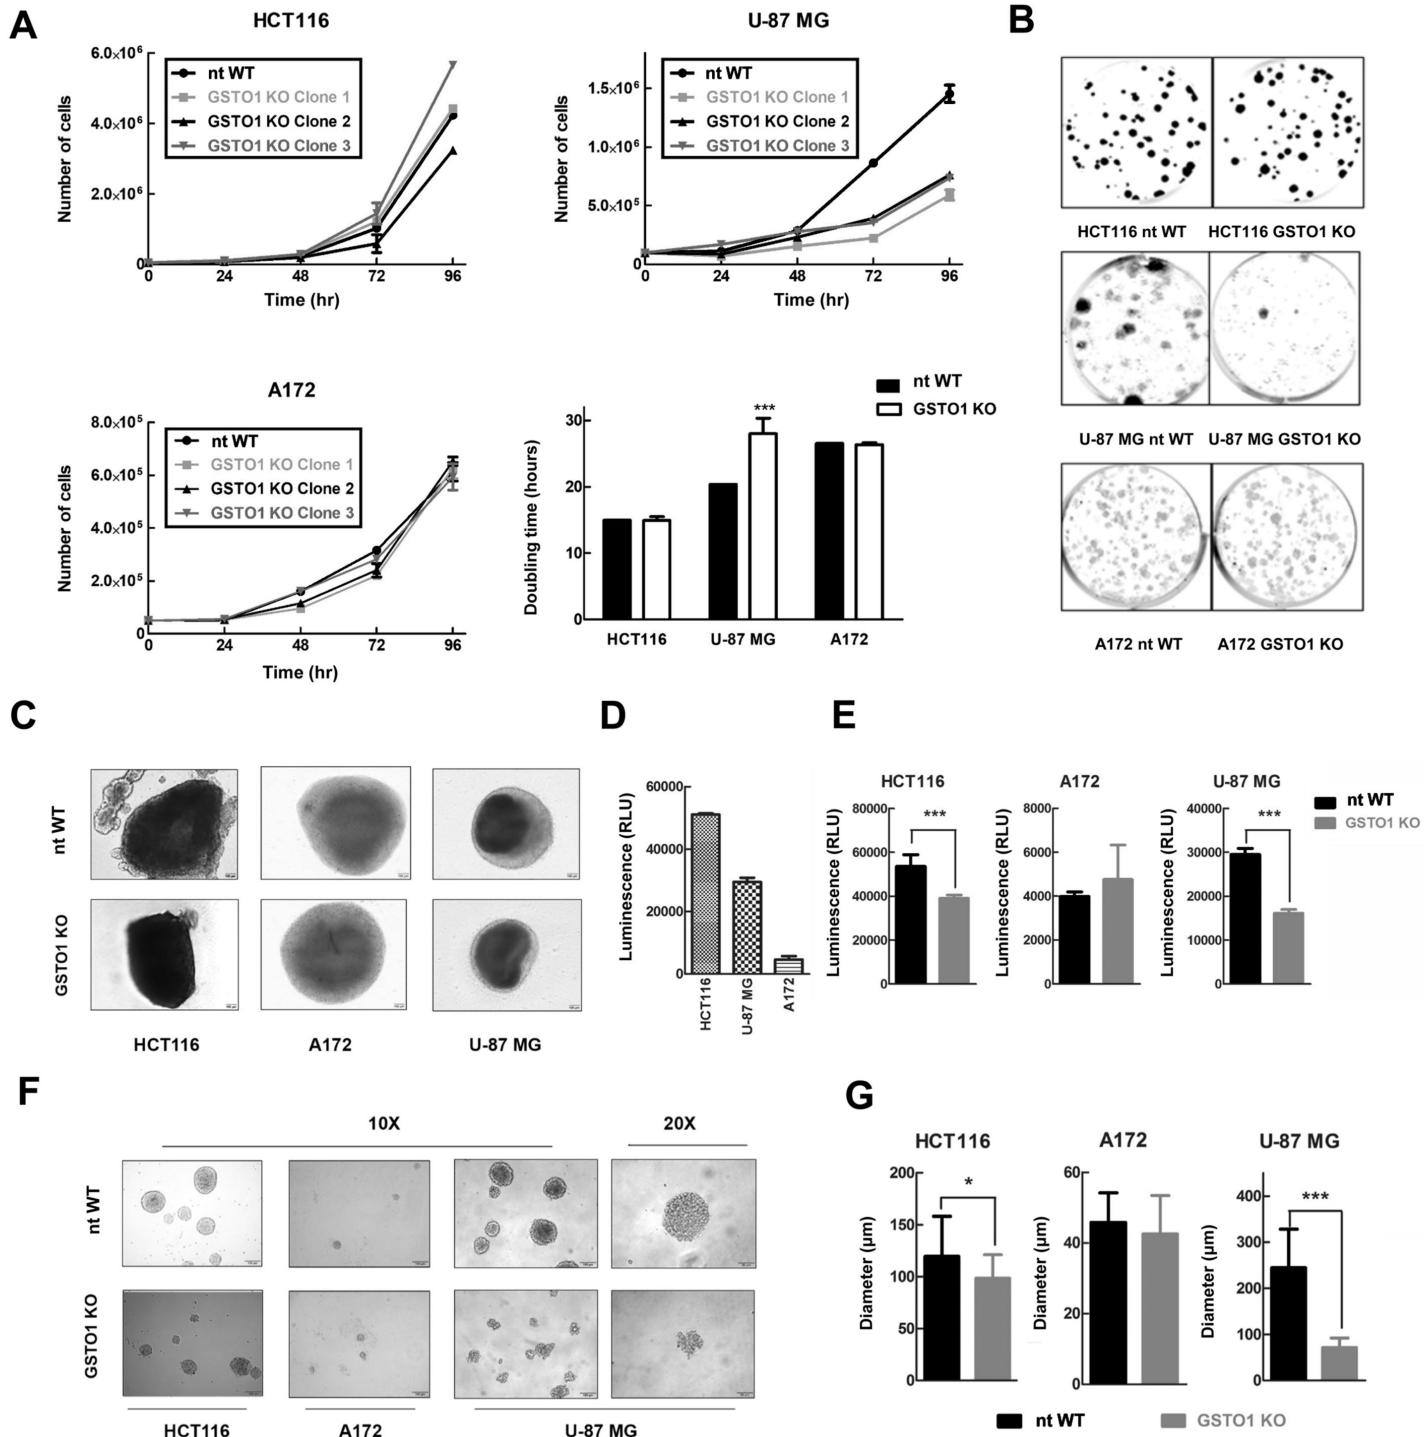 A
HCT116
Number of cells
6.0×10⁶
4.0×10⁶
2.0×10⁶
0
nt WT
GSTO1 KO Clone 1
GSTO1 KO Clone 2
GSTO1 KO Clone 3
0 24 48 72 96
Time (hr)
U-87 MG
Number of cells
1.5×10⁶
1.0×10⁶
5.0×10⁵
0
nt WT
GSTO1 KO Clone 1
GSTO1 KO Clone 2
GSTO1 KO Clone 3
0 24 48 72 96
Time (hr)
A172
Number of cells
8.0×10⁵
6.0×10⁵
4.0×10⁵
2.0×10⁵
0
nt WT
GSTO1 KO Clone 1
GSTO1 KO Clone 2
GSTO1 KO Clone 3
0 24 48 72 96
Time (hr)
nt WT
GSTO1 KO
Doubling time (hours)
30
20
10
0
***
HCT116 U-87 MG A172
B
HCT116 nt WT HCT116 GSTO1 KO
U-87 MG nt WT U-87 MG GSTO1 KO
A172 nt WT A172 GSTO1 KO
C
nt WT
GSTO1 KO
HCT116 A172 U-87 MG
D
Luminescence (RLU)
60000
40000
20000
0
HCT116
U-87 MG
A172
E
HCT116
Luminescence (RLU)
80000
60000
40000
20000
0
***
A172
Luminescence (RLU)
8000
6000
4000
2000
0
U-87 MG
Luminescence (RLU)
40000
30000
20000
10000
0
***
nt WT
GSTO1 KO
F
10X 20X
nt WT
GSTO1 KO
HCT116 A172 U-87 MG
G
HCT116
Diameter (µm)
200
150
100
50
0
*
A172
Diameter (µm)
60
40
20
0
U-87 MG
Diameter (µm)
400
300
200
100
0
***
nt WT GSTO1 KO